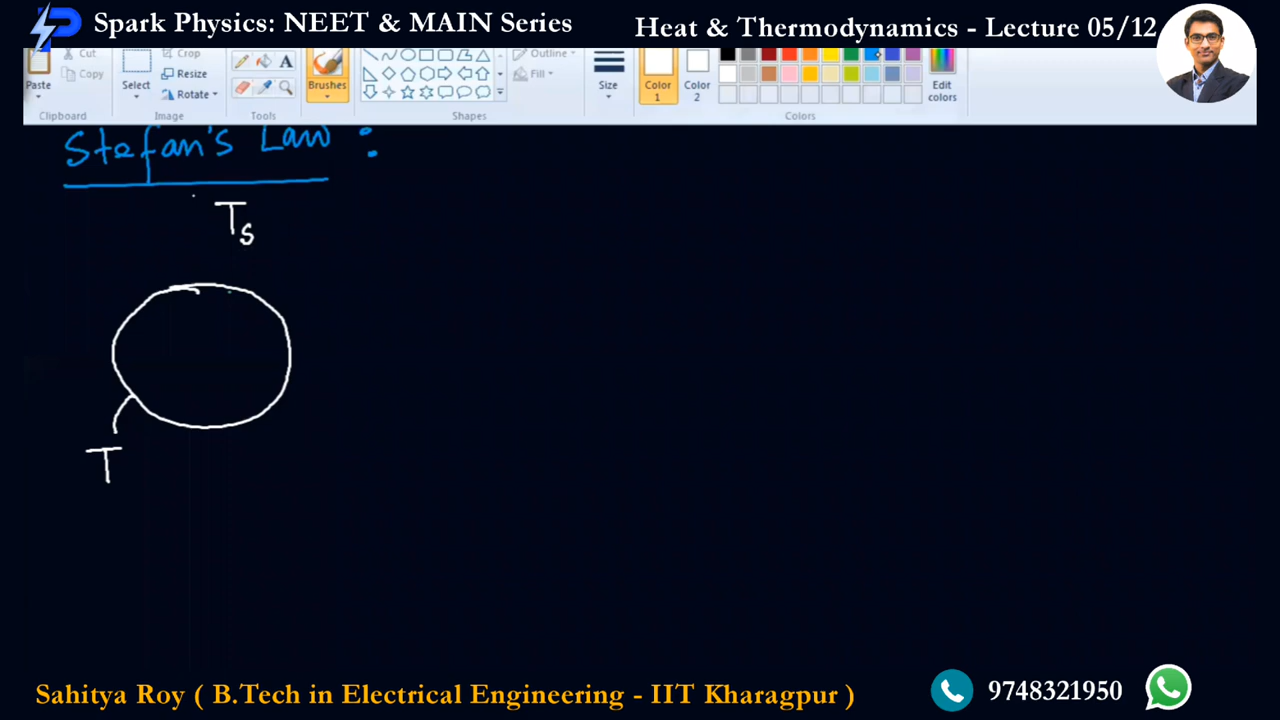 Spark Physics: NEET & MAIN Series
Heat & Thermodynamics - Lecture 05/12
Cut
Copy
Paste
Clipboard
Select
Crop
Resize
Rotate
Image
A
Tools
Brushes
Outline
Fill
Shapes
Size
Color
1
Color
2
Edit
colors
Colors
Stefan's Law :
Ts
T
Sahitya Roy ( B.Tech in Electrical Engineering - IIT Kharagpur )
9748321950